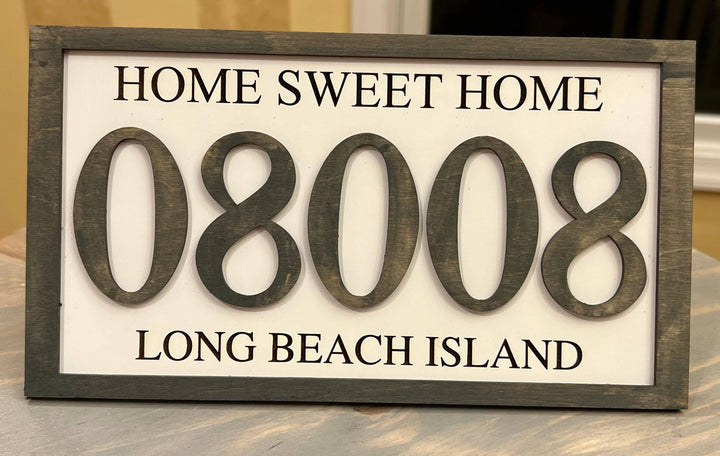 HOME SWEET HOME
08008
LONG BEACH ISLAND